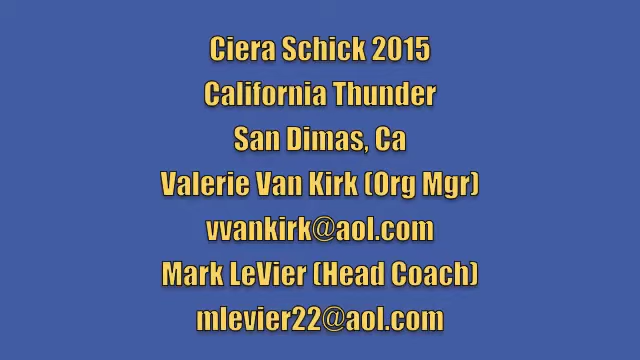 Ciera Schick 2015
California Thunder
San Dimas, Ca
Valerie Van Kirk (Org Mgr)
vvankirk@aol.com
Mark LeVier (Head Coach)
mlevier22@aol.com